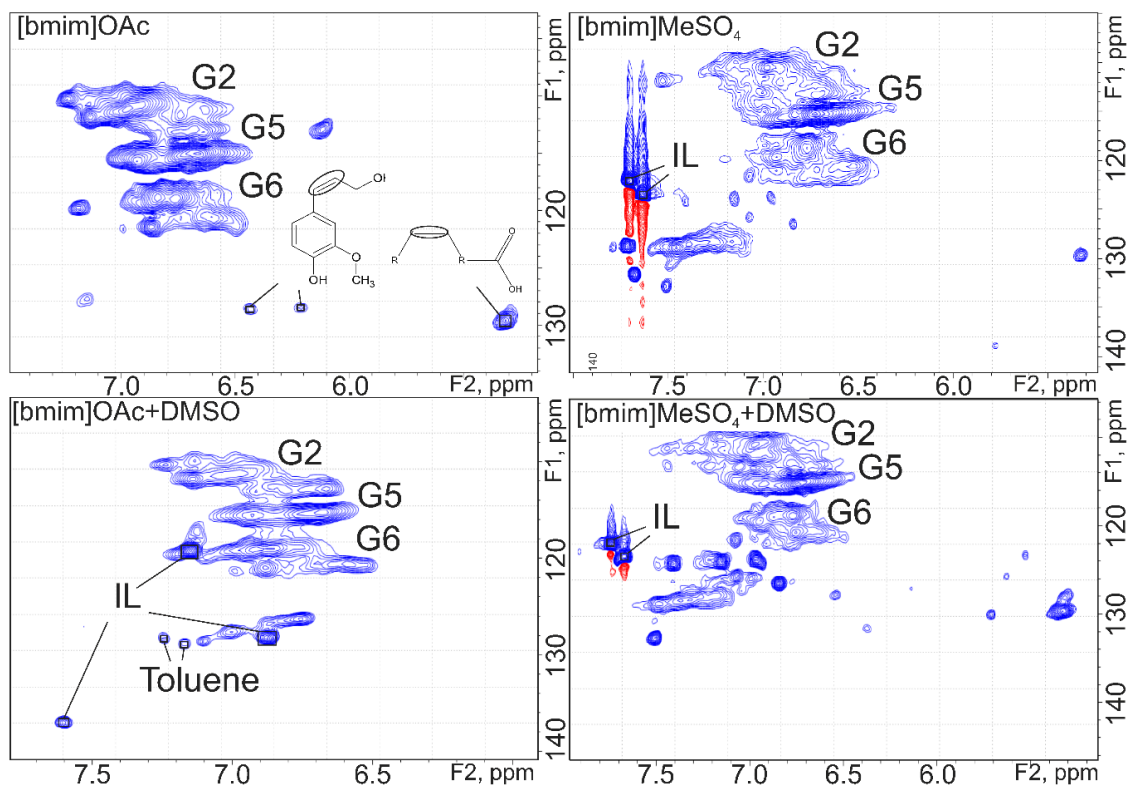 [bmim]OAc
G2
G5
G6
OH
O
OH
CH3
R
R
O
OH
120
130
7.0
6.5
6.0
F2, ppm
F1, ppm
[bmim]MeSO4
G2
G5
G6
IL
120
130
140
140
7.5
7.0
6.5
6.0
F2, ppm
F1, ppm
[bmim]OAc+DMSO
G2
G5
G6
IL
Toluene
120
130
140
7.5
7.0
6.5
F2, ppm
F1, ppm
[bmim]MeSO4+DMSO
G2
G5
G6
IL
120
130
140
7.5
7.0
6.5
6.0
F2, ppm
F1, ppm